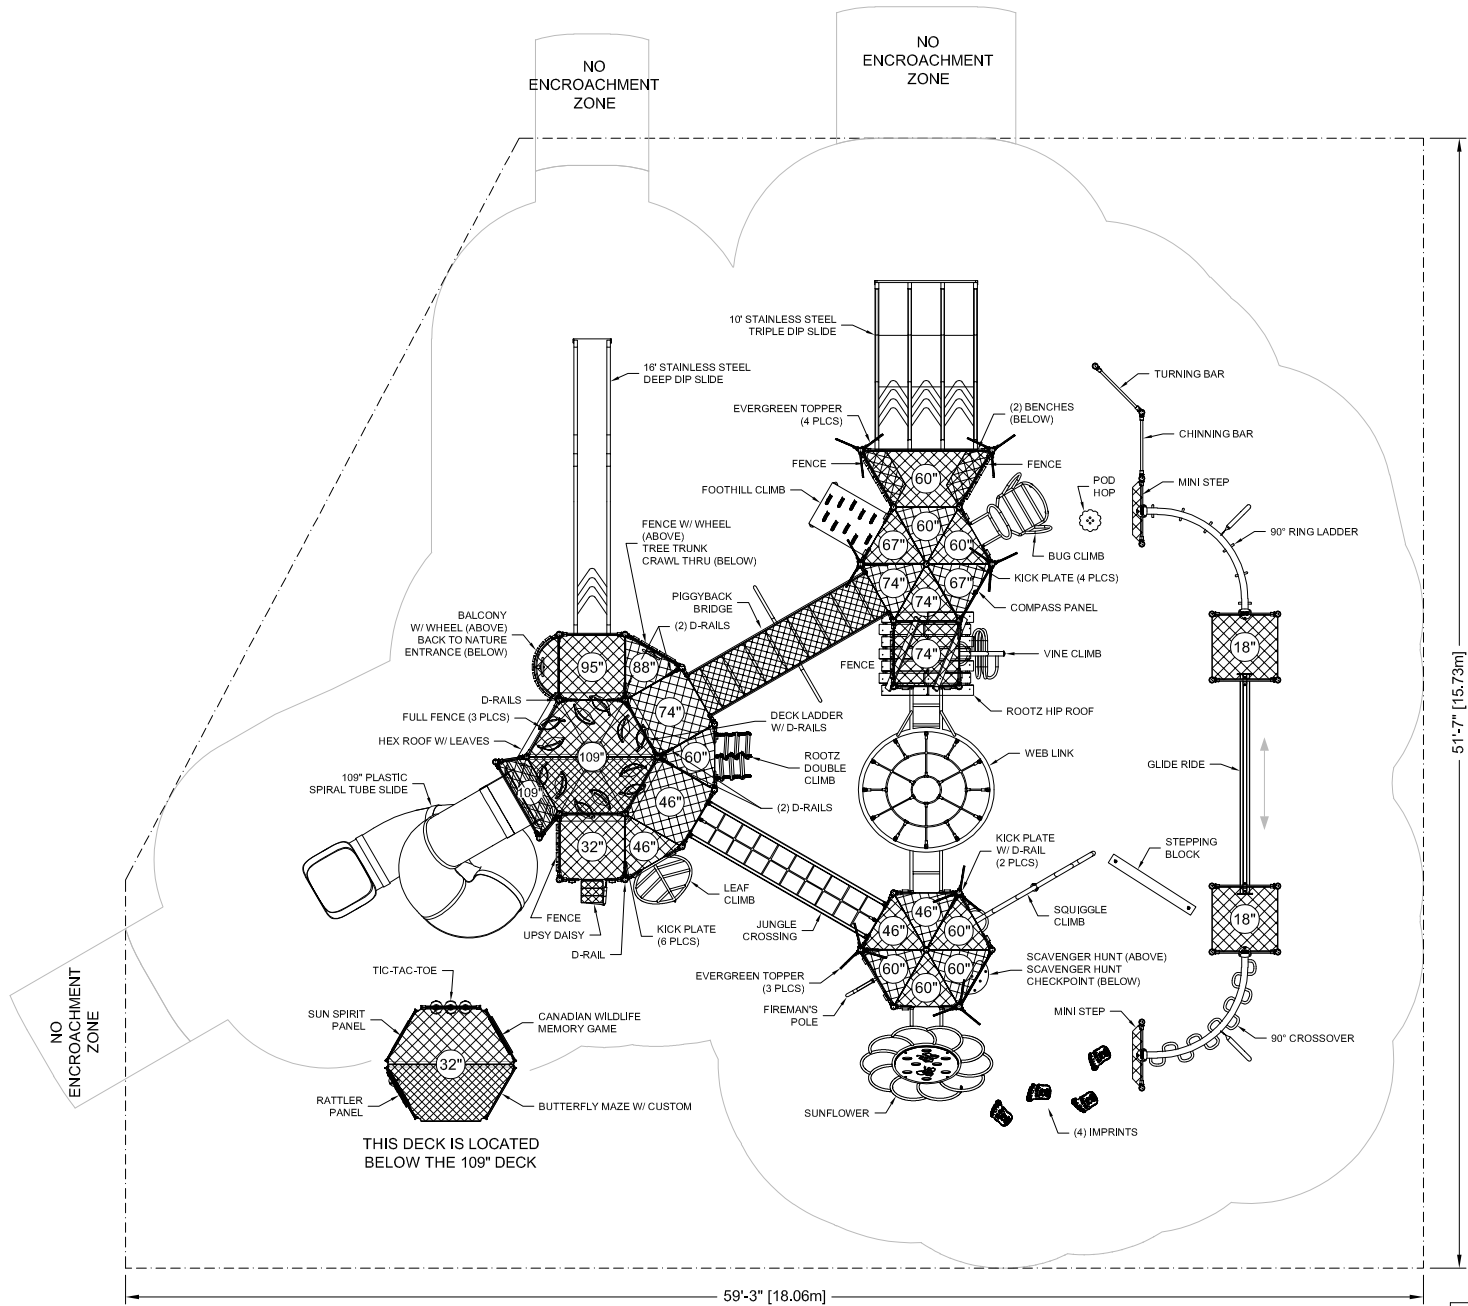 NO
ENCROACHMENT
ZONE
NO
ENCROACHMENT
ZONE
10' STAINLESS STEEL
TRIPLE DIP SLIDE
16' STAINLESS STEEL
DEEP DIP SLIDE
TURNING BAR
EVERGREEN TOPPER
(4 PLCS)
(2) BENCHES
(BELOW)
CHINNING BAR
FENCE
FENCE
60"
FOOTHILL CLIMB
POD
HOP
MINI STEP
FENCE W/ WHEEL
(ABOVE)
TREE TRUNK
CRAWL THRU (BELOW)
60"
67"
60"
BUG CLIMB
90° RING LADDER
74"
67"
KICK PLATE (4 PLCS)
74"
COMPASS PANEL
PIGGYBACK
BRIDGE
(2) D-RAILS
BALCONY
W/ WHEEL (ABOVE)
BACK TO NATURE
ENTRANCE (BELOW)
95"
88"
FENCE
74"
VINE CLIMB
18"
51'-7" [15.73m]
D-RAILS
74"
ROOTZ HIP ROOF
FULL FENCE (3 PLCS)
DECK LADDER
W/ D-RAILS
HEX ROOF W/ LEAVES
109"
60"
ROOTZ
DOUBLE
CLIMB
WEB LINK
GLIDE RIDE
109" PLASTIC
SPIRAL TUBE SLIDE
109"
46"
(2) D-RAILS
32"
46"
KICK PLATE
W/ D-RAIL
(2 PLCS)
STEPPING
BLOCK
LEAF
CLIMB
FENCE
UPSY DAISY
D-RAIL
KICK PLATE
(6 PLCS)
JUNGLE
CROSSING
46"
46"
60"
SQUIGGLE
CLIMB
18"
60"
60"
60"
SCAVENGER HUNT (ABOVE)
SCAVENGER HUNT
CHECKPOINT (BELOW)
EVERGREEN TOPPER
(3 PLCS)
FIREMAN'S
POLE
NO
ENCROACHMENT
ZONE
TIC-TAC-TOE
SUN SPIRIT
PANEL
CANADIAN WILDLIFE
MEMORY GAME
32"
MINI STEP
90° CROSSOVER
RATTLER
PANEL
BUTTERFLY MAZE W/ CUSTOM
SUNFLOWER
(4) IMPRINTS
THIS DECK IS LOCATED
BELOW THE 109" DECK
59'-3" [18.06m]